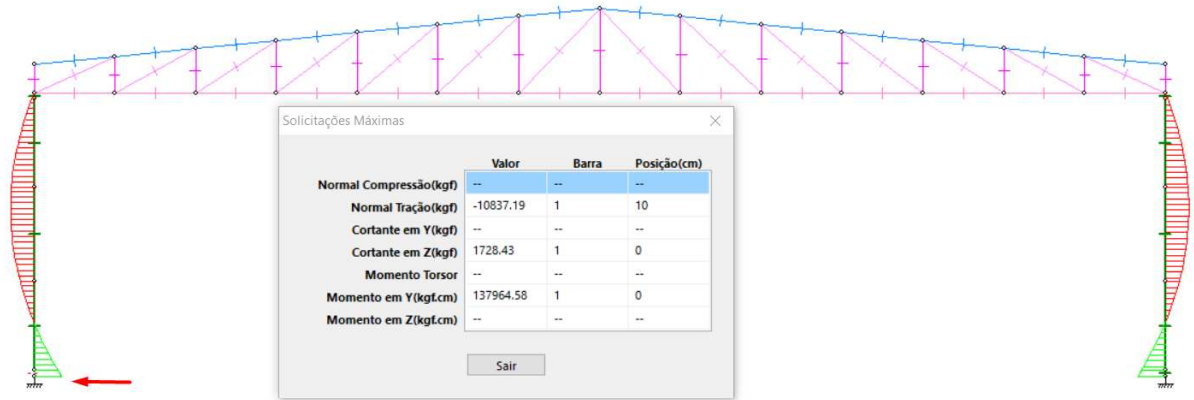 Solicitações Máximas
Valor Barra Posição(cm)
Normal Compressão(kgf) -- -- --
Normal Tração(kgf) -10837.19 1 10
Cortante em Y(kgf) -- -- --
Cortante em Z(kgf) 1728.43 1 0
Momento Torsor -- -- --
Momento em Y(kgf.cm) 137964.58 1 0
Momento em Z(kgf.cm) -- -- --
Sair